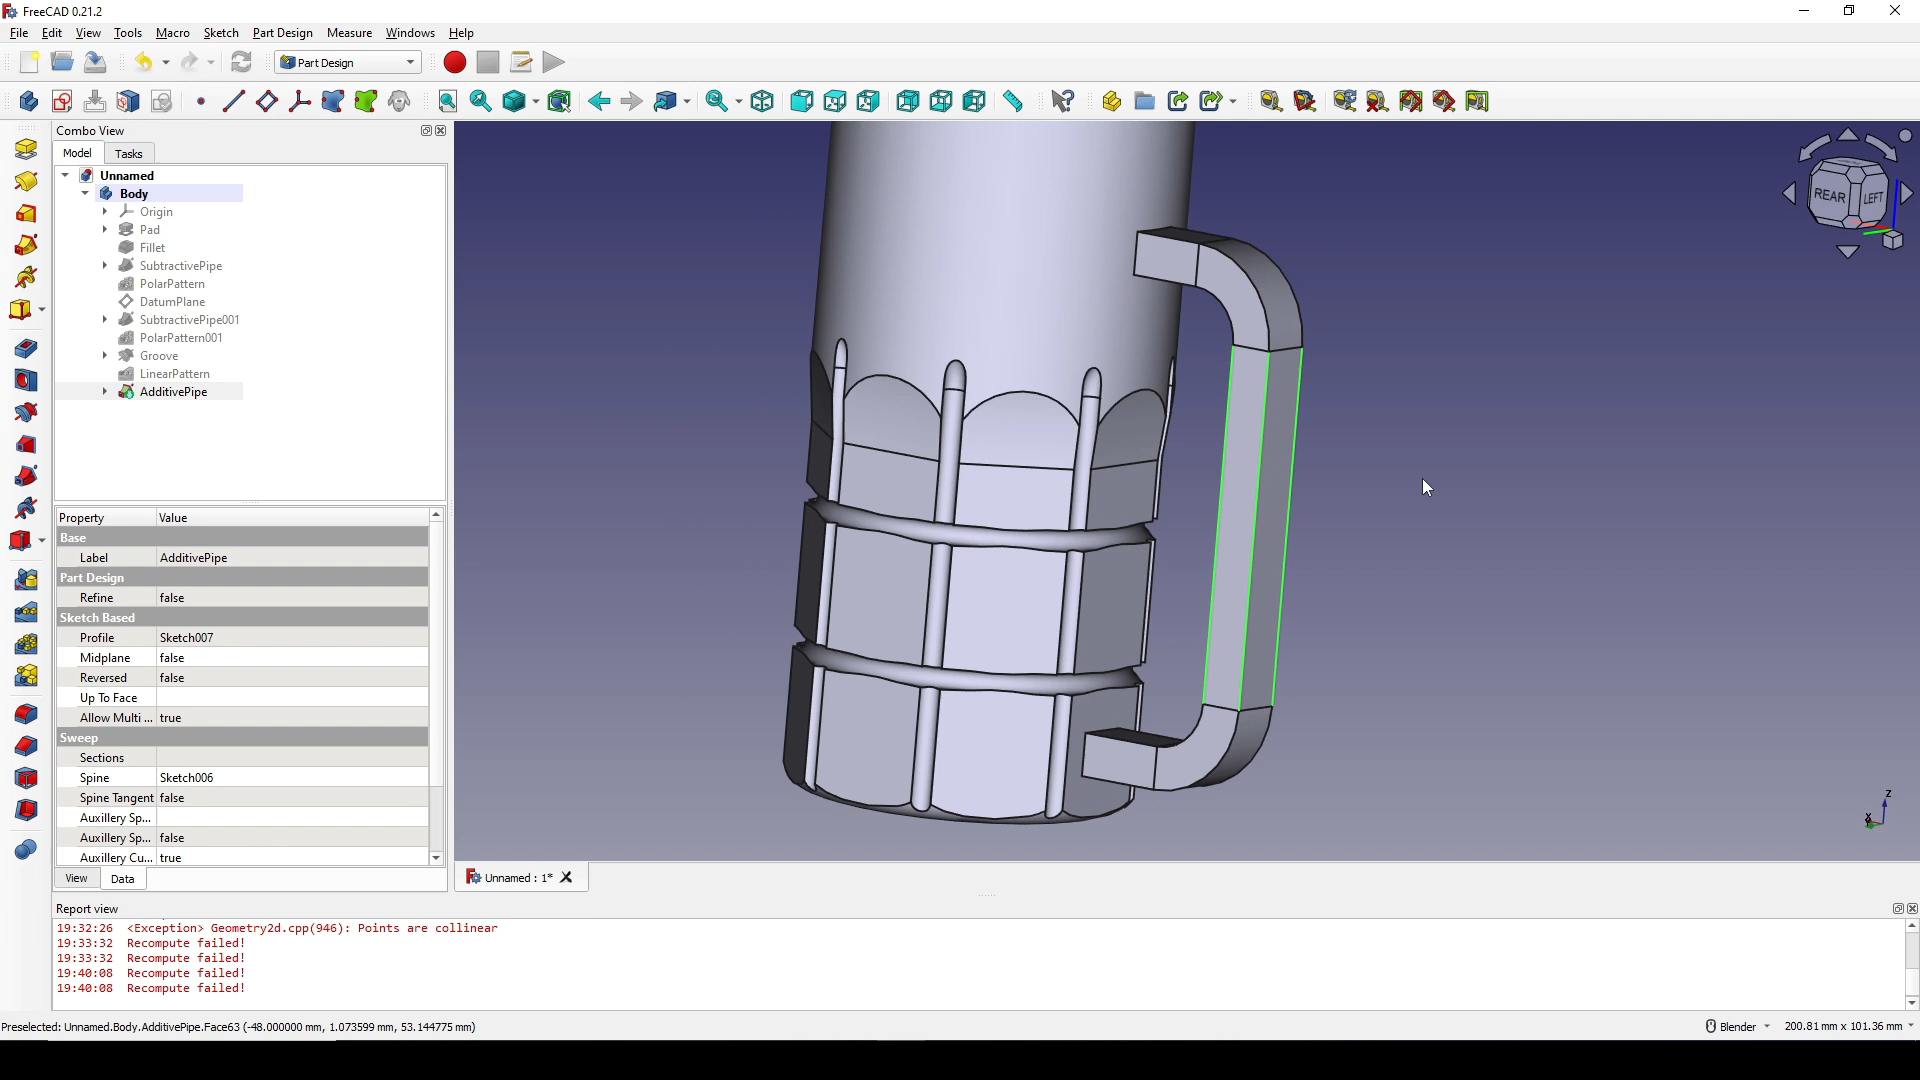 FreeCAD 0.21.2
File Edit View Tools Macro Sketch Part Design Measure Windows Help
Part Design
Combo View
Model Tasks
Unnamed
Body
Origin
Pad
Fillet
SubtractivePipe
PolarPattern
DatumPlane
SubtractivePipe001
PolarPattern001
Groove
LinearPattern
AdditivePipe
Property Value
Base
Label AdditivePipe
Part Design
Refine false
Sketch Based
Profile Sketch007
Midplane false
Reversed false
Up To Face
Allow Multi ... true
Sweep
Sections
Spine Sketch006
Spine Tangent false
Auxillery Sp...
Auxillery Sp... false
Auxillery Cu... true
View Data
REAR LEFT
Z
Unnamed : 1*
Report view
19:32:26 <Exception> Geometry2d.cpp(946): Points are collinear
19:33:32 Recompute failed!
19:33:32 Recompute failed!
19:40:08 Recompute failed!
19:40:08 Recompute failed!
Preselected: Unnamed.Body.AdditivePipe.Face63 (-48.000000 mm, 1.073599 mm, 53.144775 mm)
Blender 200.81 mm x 101.36 mm